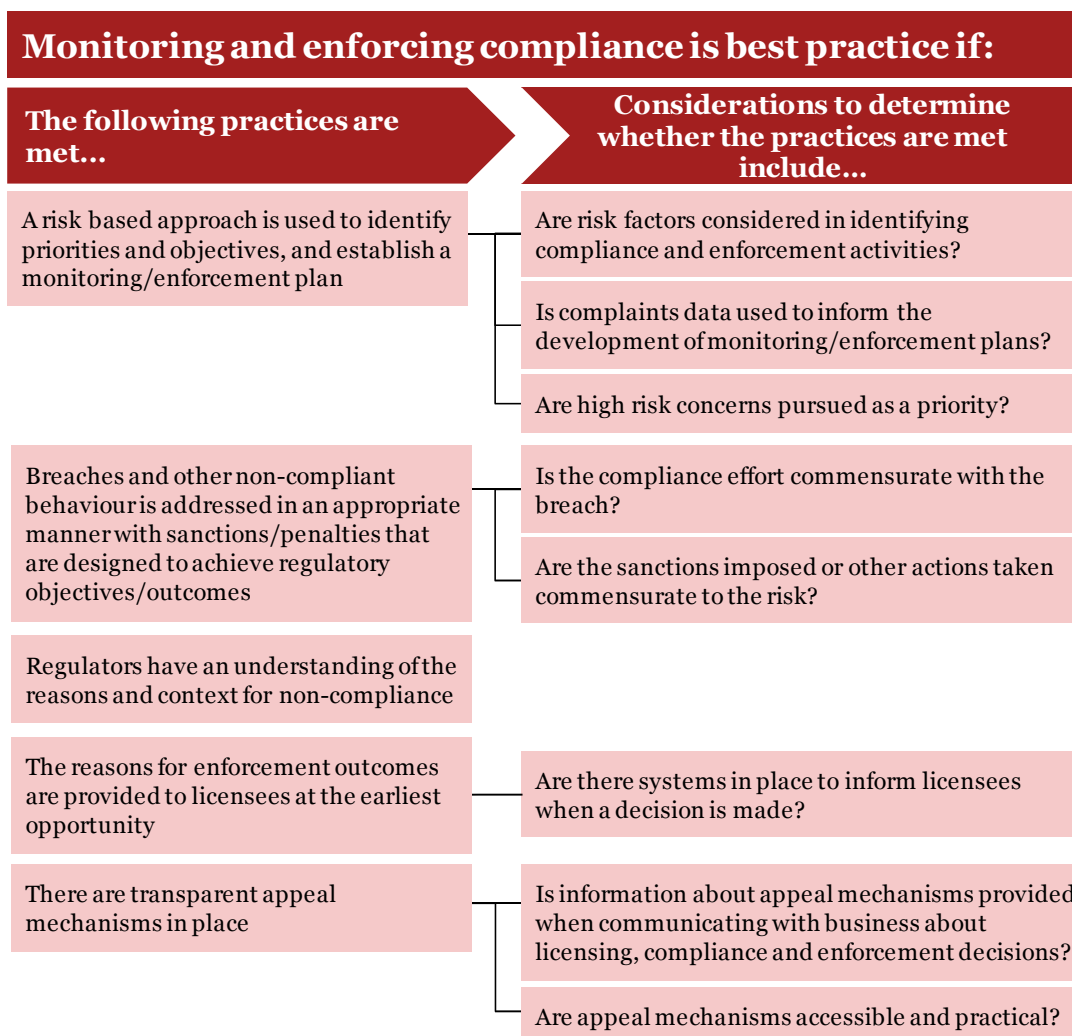 Monitoring and enforcing compliance is best practice if:
The following practices are
met...
Considerations to determine
whether the practices are met
include...
A risk based approach is used to identify
priorities and objectives, and establish a
monitoring/enforcement plan
Are risk factors considered in identifying
compliance and enforcement activities?
Is complaints data used to inform the
development of monitoring/enforcement plans?
Are high risk concerns pursued as a priority?
Breaches and other non-compliant
behaviour is addressed in an appropriate
manner with sanctions/penalties that
are designed to achieve regulatory
objectives/outcomes
Is the compliance effort commensurate with the
breach?
Are the sanctions imposed or other actions taken
commensurate to the risk?
Regulators have an understanding of the
reasons and context for non-compliance
The reasons for enforcement outcomes
are provided to licensees at the earliest
opportunity
Are there systems in place to inform licensees
when a decision is made?
There are transparent appeal
mechanisms in place
Is information about appeal mechanisms provided
when communicating with business about
licensing, compliance and enforcement decisions?
Are appeal mechanisms accessible and practical?